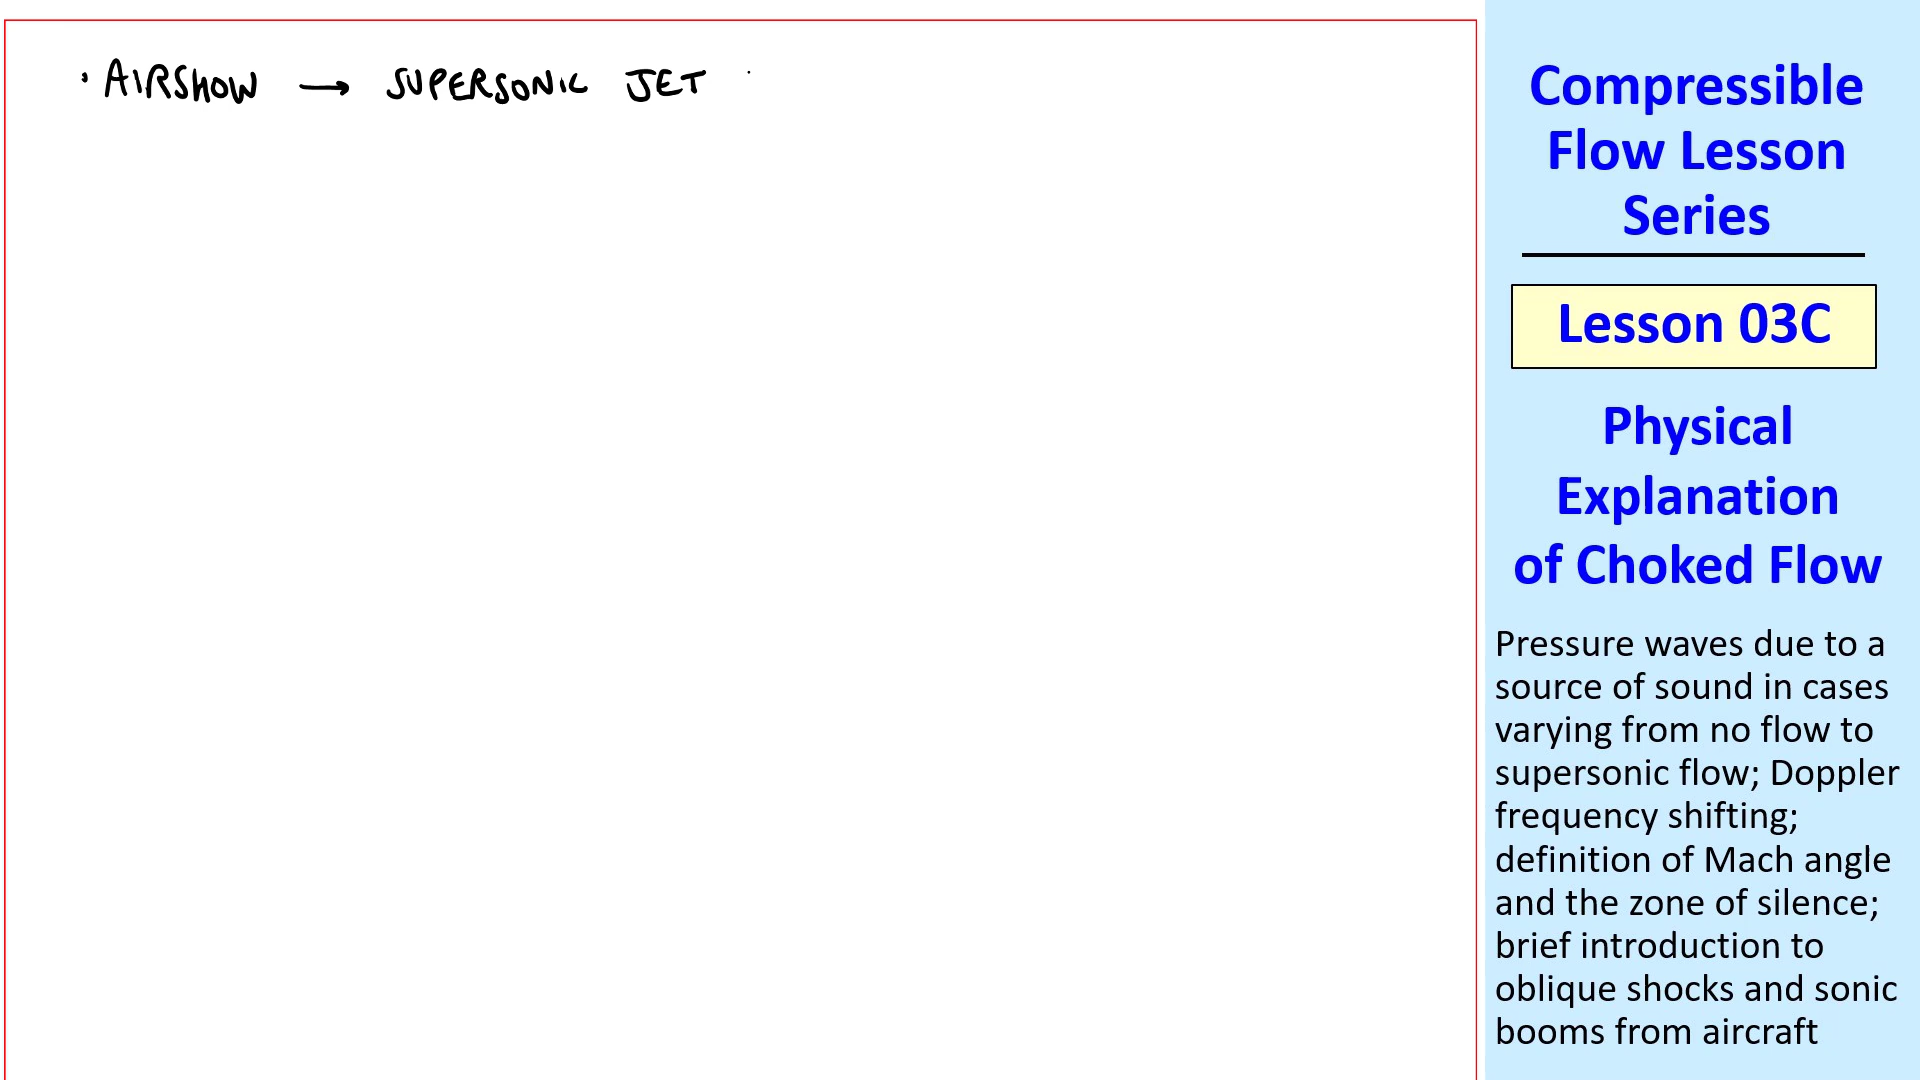 · AIRSHOW → SUPERSONIC JET
Compressible
Flow Lesson
Series
Lesson 03C
Physical
Explanation
of Choked Flow
Pressure waves due to a
source of sound in cases
varying from no flow to
supersonic flow; Doppler
frequency shifting;
definition of Mach angle
and the zone of silence;
brief introduction to
oblique shocks and sonic
booms from aircraft